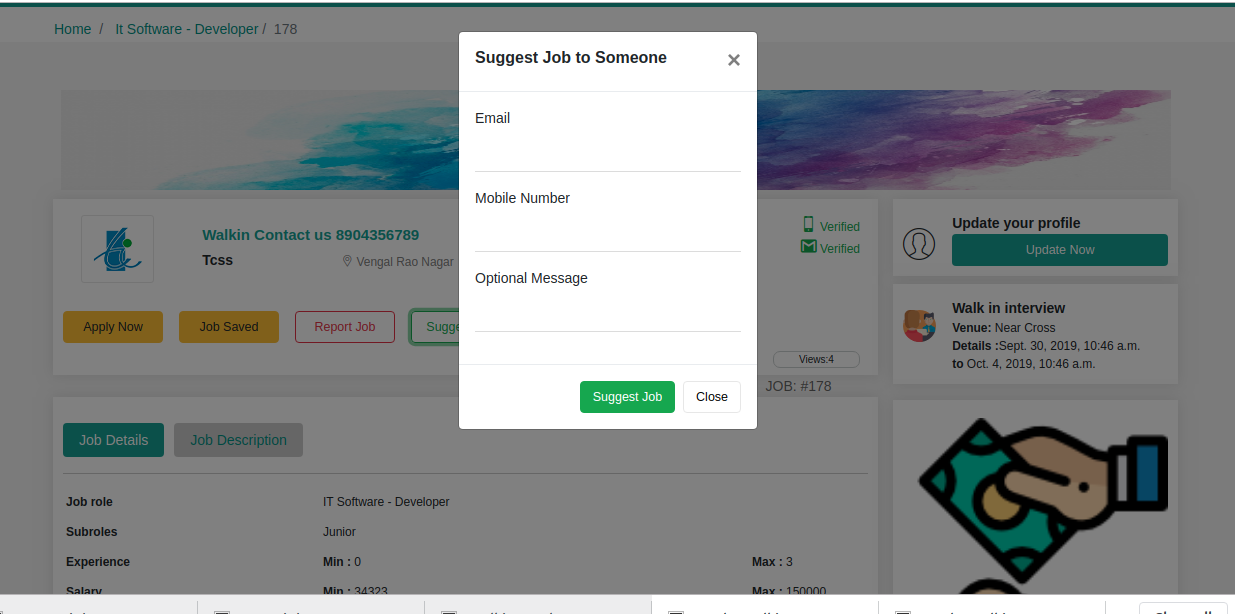 Home / It Software - Developer / 178
Suggest Job to Someone
×
Email
Mobile Number
Optional Message
Suggest Job Close
Walkin Contact us 8904356789
Tcss Vengal Rao Nagar
Verified
Verified
Apply Now Job Saved Report Job
Views:4
JOB: #178
Update your profile
Update Now
Walk in interview
Venue: Near Cross
Details :Sept. 30, 2019, 10:46 a.m.
to Oct. 4, 2019, 10:46 a.m.
Job Details Job Description
Job role IT Software - Developer
Subroles Junior
Experience Min : 0 Max : 3
Salary Min : 34323 Max : 150000